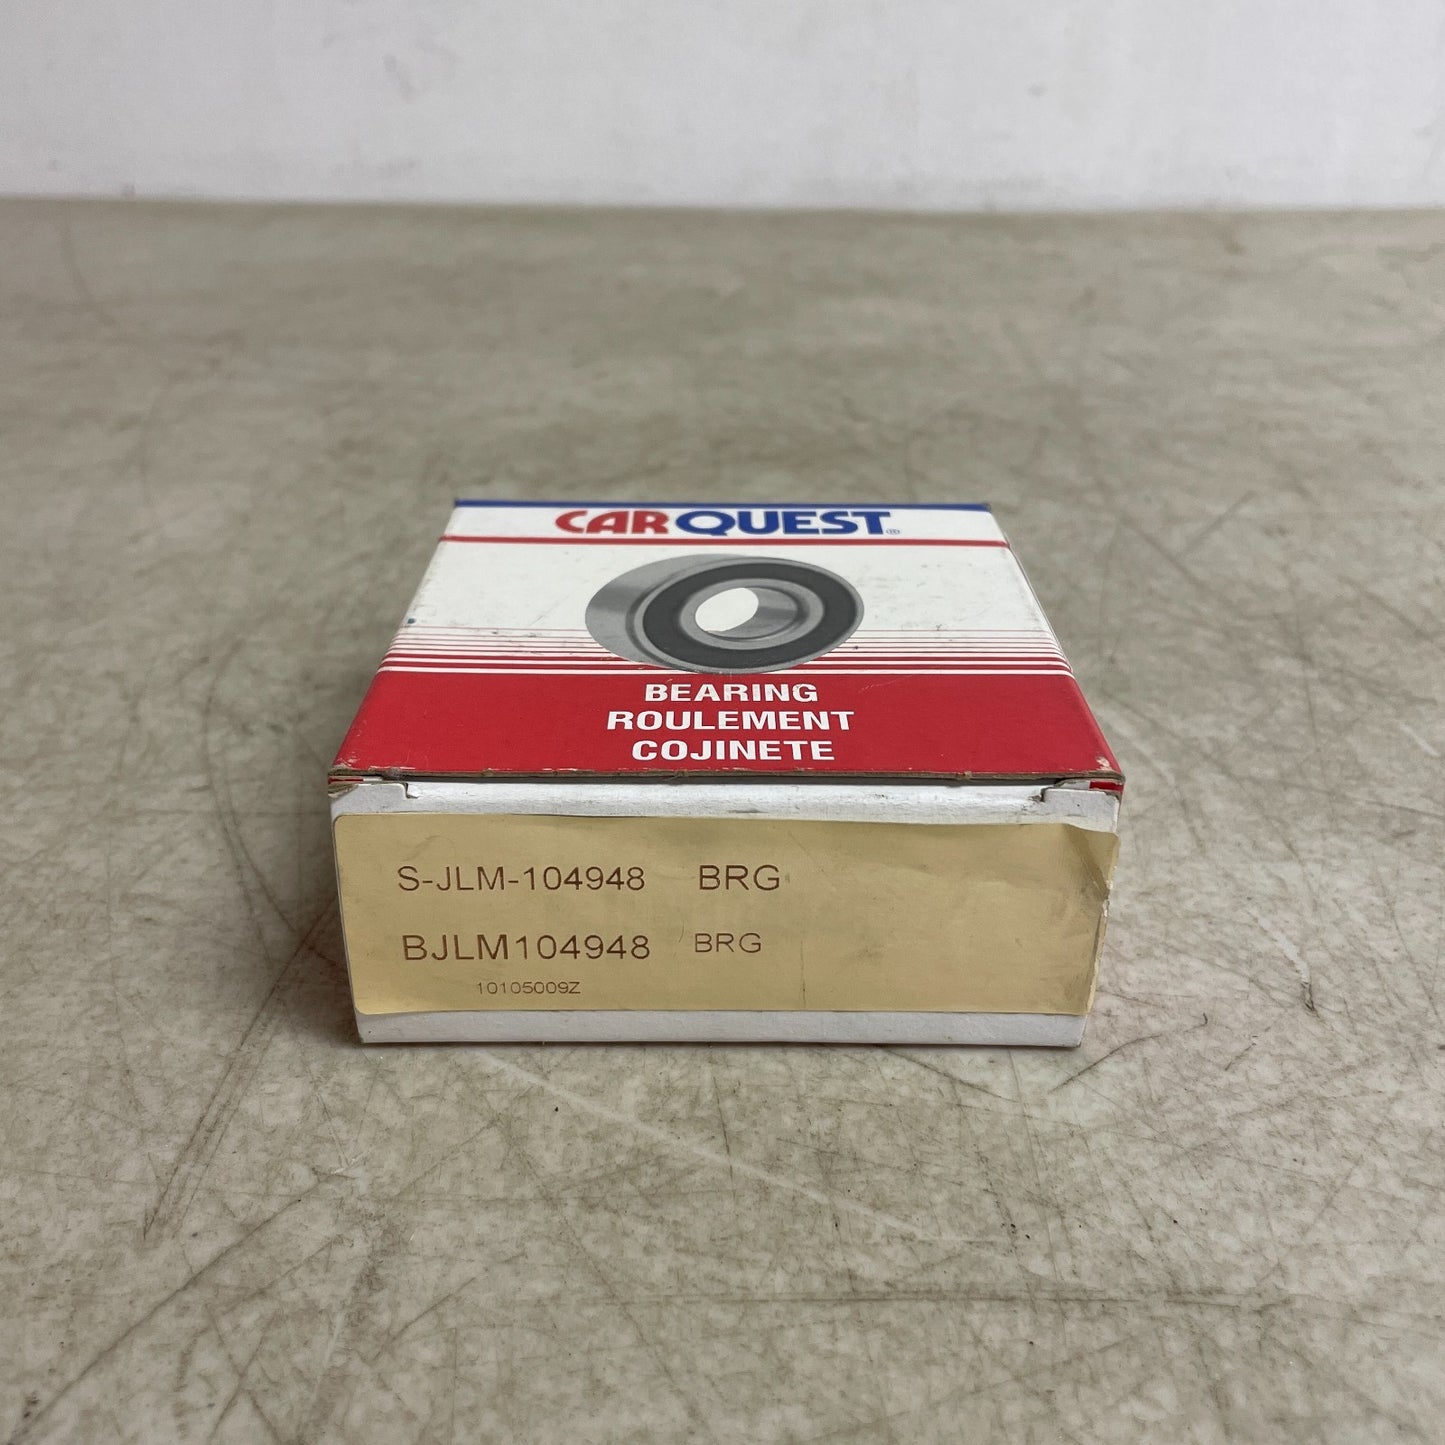 CARQUEST®
BEARING
ROULEMENT
COJINETE
S-JLM-104948 BRG
BJLM104948 BRG
10105009Z